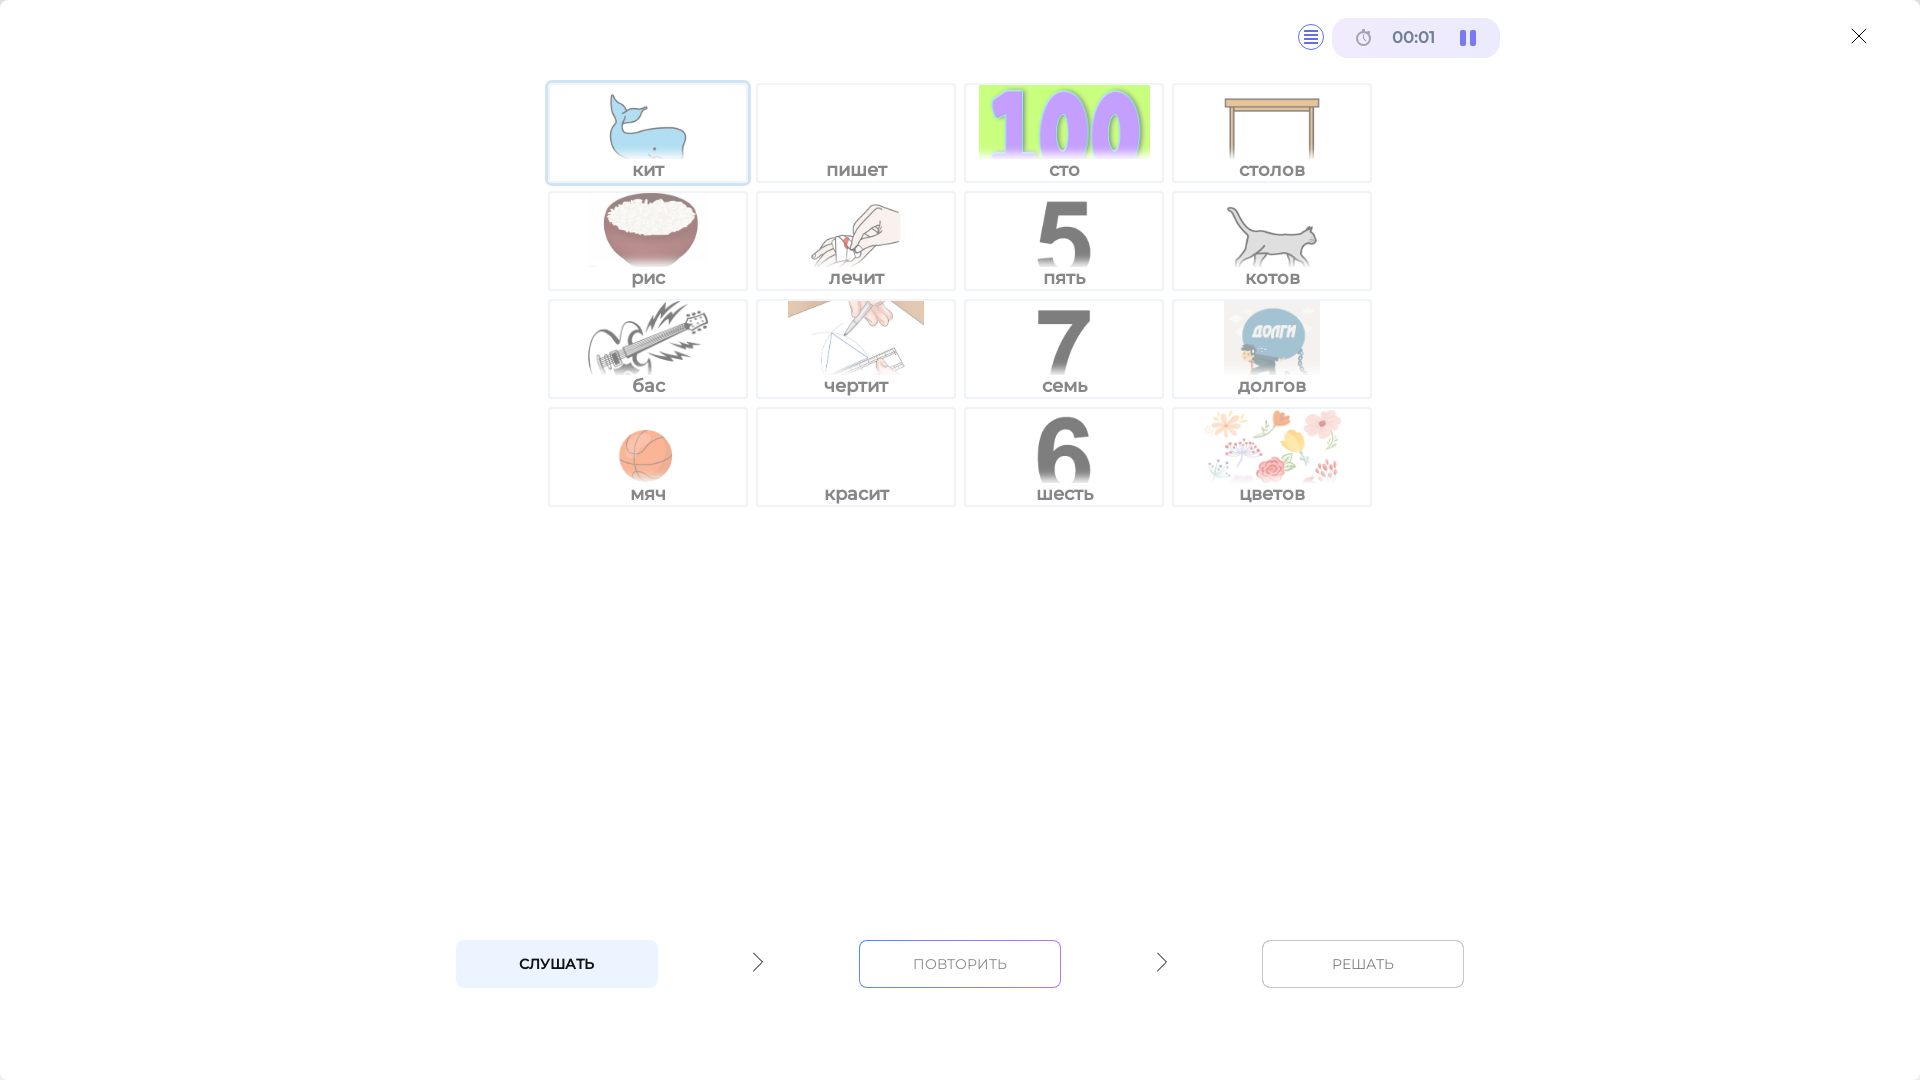 00:01
кит
пишет
100
сто
столов
рис
лечит
5
пять
котов
бас
чертит
7
семь
ДОЛГИ
долгов
мяч
красит
6
шесть
цветов
СЛУШАТЬ
ПОВТОРИТЬ
РЕШАТЬ